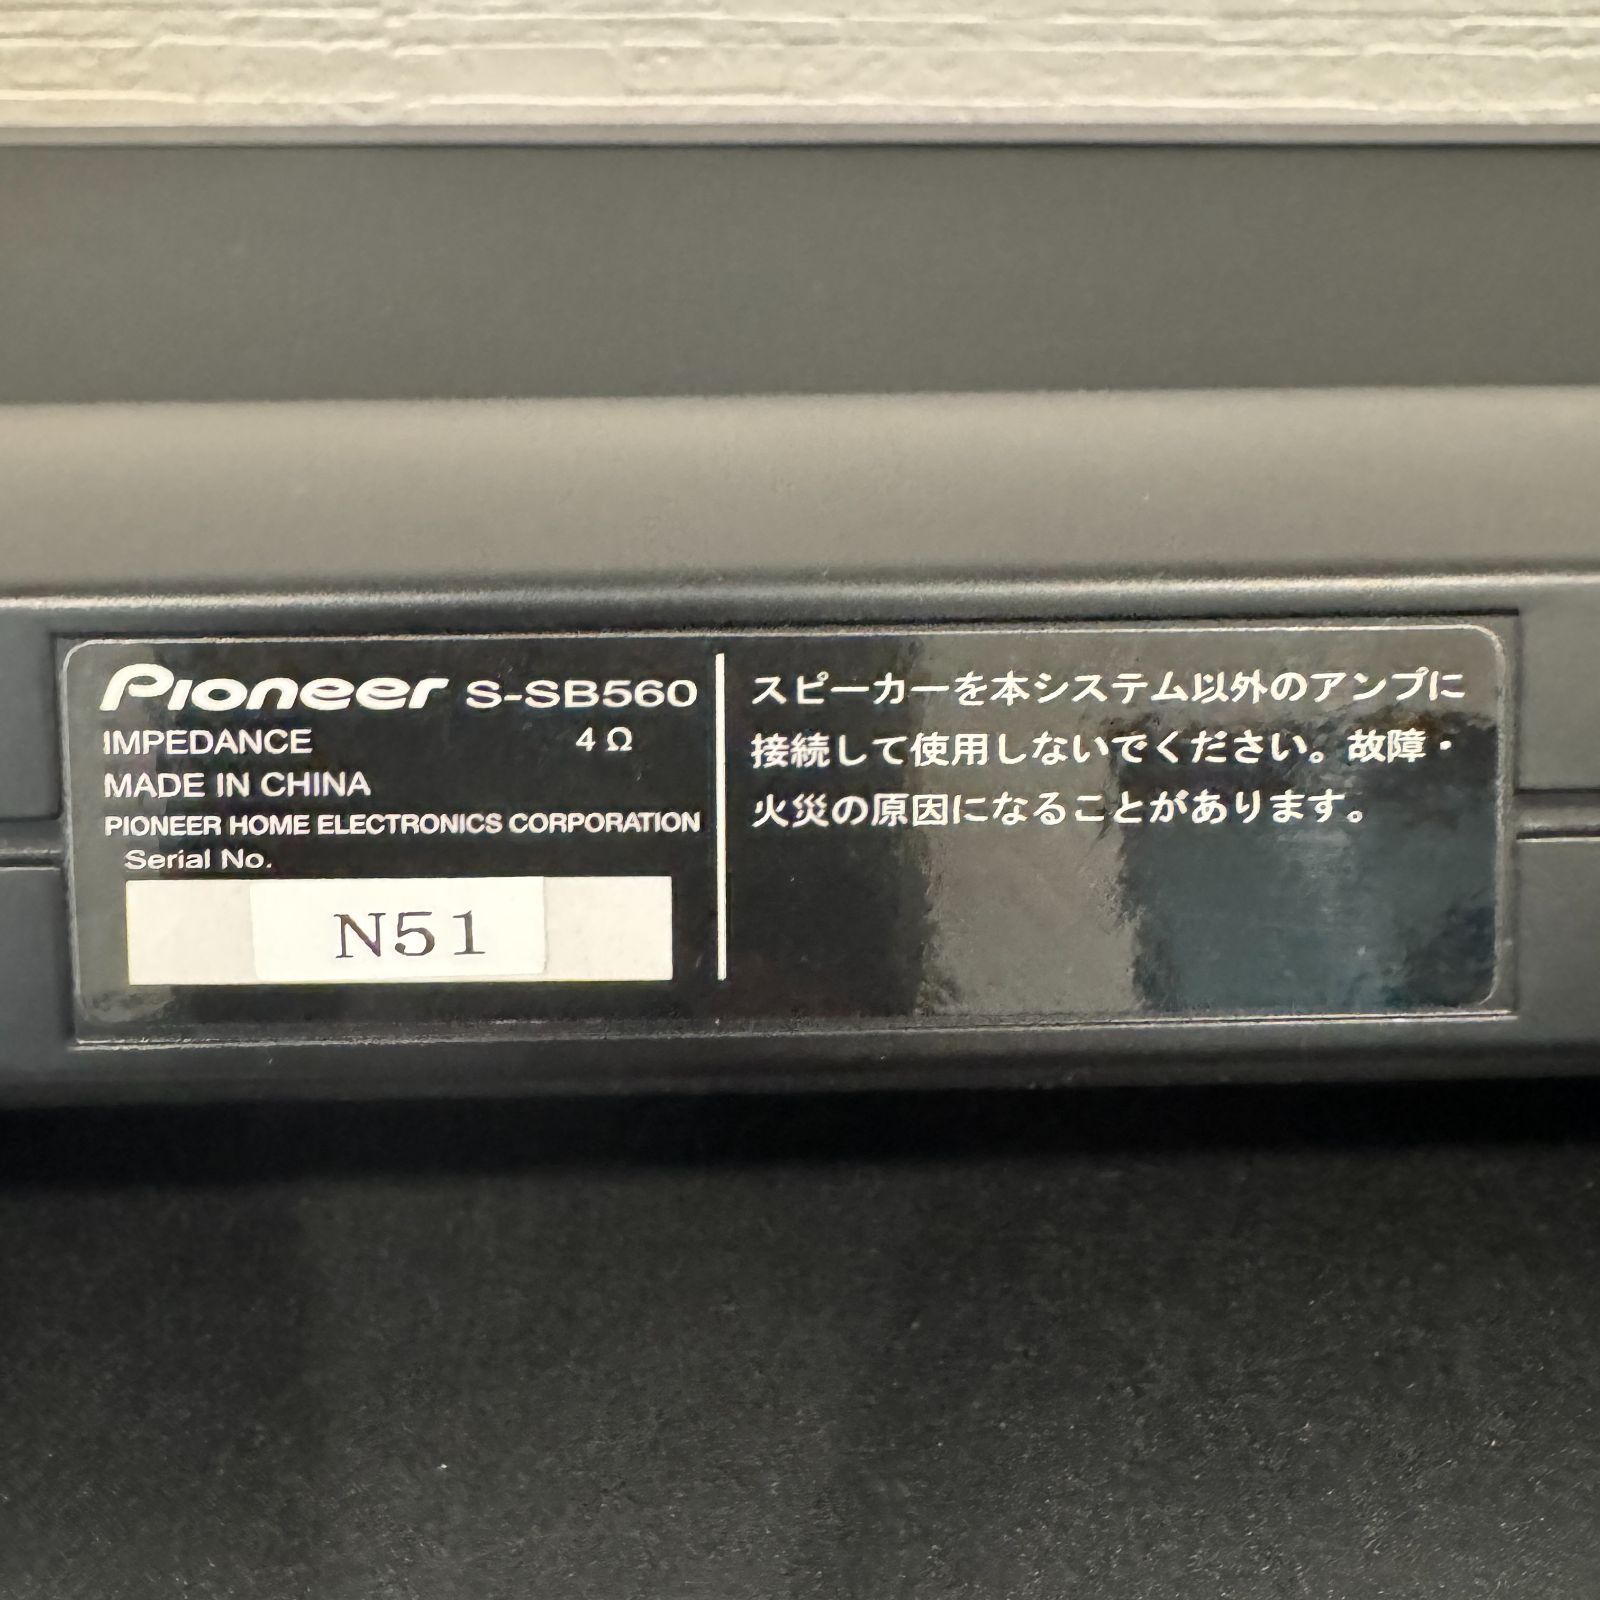 Pioneer S-SB560
IMPEDANCE 4 Ω
MADE IN CHINA
PIONEER HOME ELECTRONICS CORPORATION
Serial No.
N51
スピーカーを本システム以外のアンプに
接続して使用しないでください。故障・
火災の原因になることがあります。